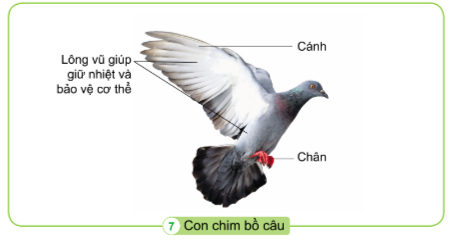 Cánh
Lông vũ giúp
giữ nhiệt và
bảo vệ cơ thể
Chân
7 Con chim bồ câu